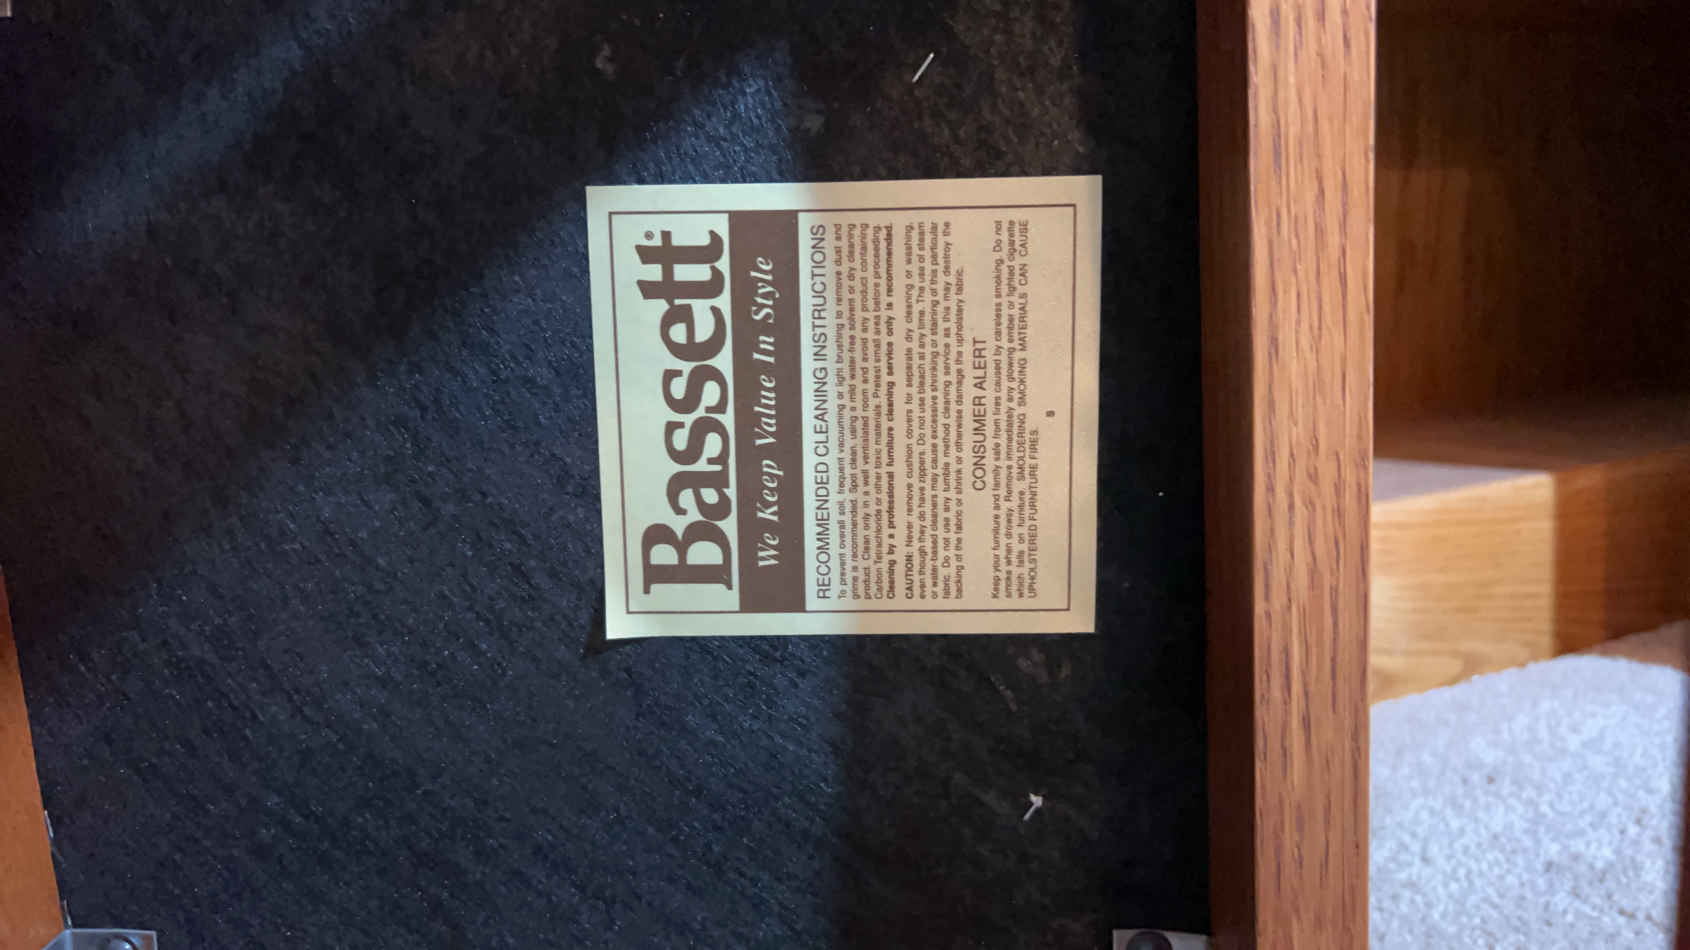 Bassett®
We Keep Value In Style
RECOMMENDED CLEANING INSTRUCTIONS
To prevent overall soil, frequent vacuuming or light brushing to remove dust and
grime is recommended. Spot clean, using a mild water-free solvent or dry cleaning
product. Clean only in a well ventalated room and avoid any product containing
Carbon Tetrachloride or other toxic materials. Pretest small area before proceeding.
Cleaning by a professional furniture cleaning service only is recommended.
CAUTION: Never remove cushion covers for separate dry cleaning or washing,
even though they do have zippers. Do not use bleach at any time. The use of steam
or water-based cleaners may cause excessive shrinking or staining of this particular
fabric. Do not use any tumble method cleaning service as this may destroy the
backing of the fabric or shrink or otherwise damage the upholstery fabric.
CONSUMER ALERT
Keep your furniture and family safe from fires caused by careless smoking. Do not
smoke when drowsy. Remove immediately any glowing ember or lighted cigarette
which falls on furniture. SMOLDERING SMOKING MATERIALS CAN CAUSE
UPHOLSTERED FURNITURE FIRES.
S